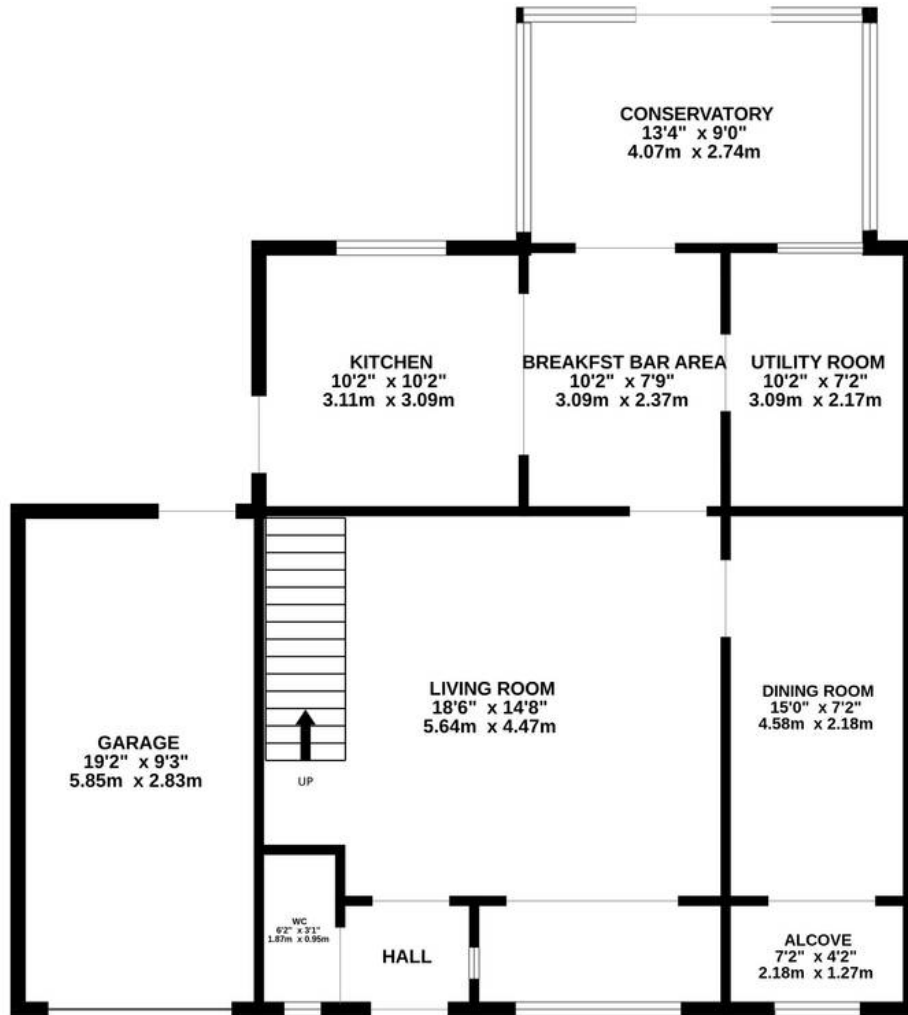 CONSERVATORY
13'4" x 9'0"
4.07m x 2.74m
KITCHEN
10'2" x 10'2"
3.11m x 3.09m
BREAKFST BAR AREA
10'2" x 7'9"
3.09m x 2.37m
UTILITY ROOM
10'2" x 7'2"
3.09m x 2.17m
LIVING ROOM
18'6" x 14'8"
5.64m x 4.47m
DINING ROOM
15'0" x 7'2"
4.58m x 2.18m
GARAGE
19'2" x 9'3"
5.85m x 2.83m
UP
WC
6'2" x 3'1"
1.87m x 0.95m
HALL
ALCOVE
7'2" x 4'2"
2.18m x 1.27m